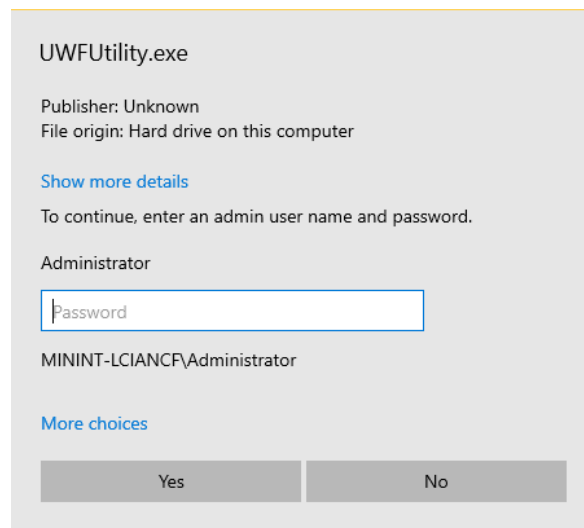 UWFUtility.exe
Publisher: Unknown
File origin: Hard drive on this computer
Show more details
To continue, enter an admin user name and password.
Administrator
Password
MININT-LCIANCF\Administrator
More choices
Yes
No